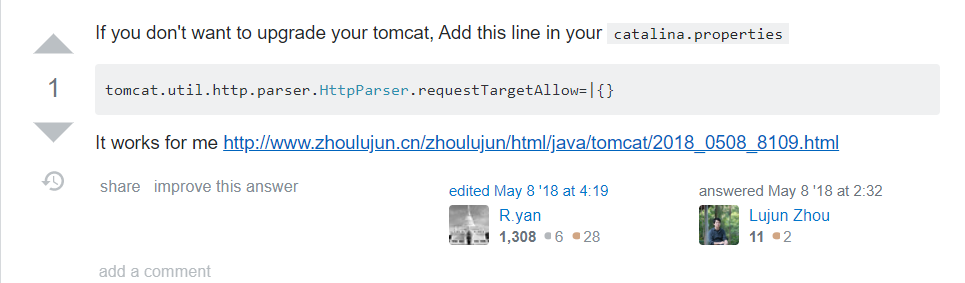 If you don't want to upgrade your tomcat, Add this line in your catalina.properties
1
tomcat.util.http.parser.HttpParser.requestTargetAllow=|{}
It works for me http://www.zhoulujun.cn/zhoulujun/html/java/tomcat/2018_0508_8109.html
share improve this answer
edited May 8 '18 at 4:19
R.yan
1,308 6 28
answered May 8 '18 at 2:32
Lujun Zhou
11 2
add a comment